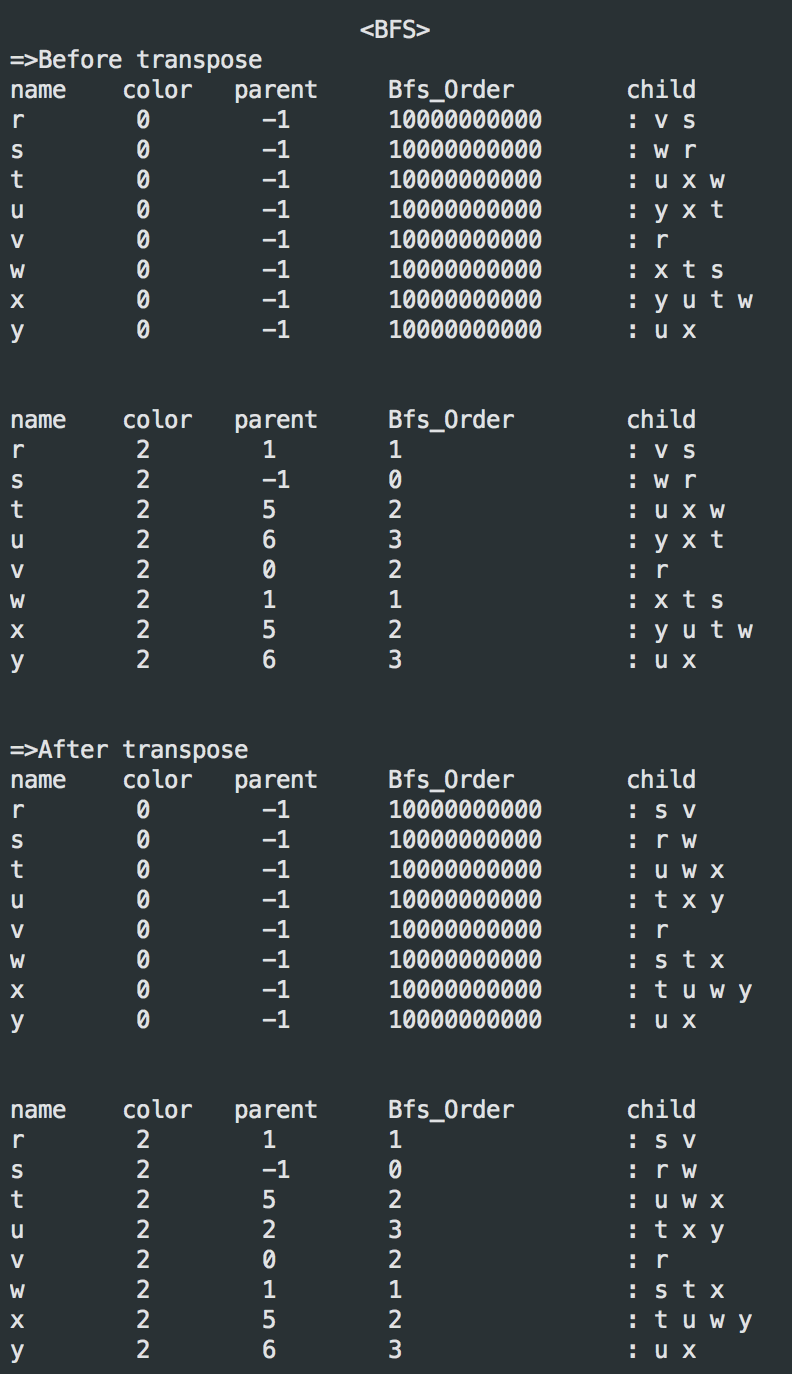 <BFS>
=>Before transpose
name color parent Bfs_Order child
r 0 -1 10000000000 : v s
s 0 -1 10000000000 : w r
t 0 -1 10000000000 : u x w
u 0 -1 10000000000 : y x t
v 0 -1 10000000000 : r
w 0 -1 10000000000 : x t s
x 0 -1 10000000000 : y u t w
y 0 -1 10000000000 : u x
name color parent Bfs_Order child
r 2 1 1 : v s
s 2 -1 0 : w r
t 2 5 2 : u x w
u 2 6 3 : y x t
v 2 0 2 : r
w 2 1 1 : x t s
x 2 5 2 : y u t w
y 2 6 3 : u x
=>After transpose
name color parent Bfs_Order child
r 0 -1 10000000000 : s v
s 0 -1 10000000000 : r w
t 0 -1 10000000000 : u w x
u 0 -1 10000000000 : t x y
v 0 -1 10000000000 : r
w 0 -1 10000000000 : s t x
x 0 -1 10000000000 : t u w y
y 0 -1 10000000000 : u x
name color parent Bfs_Order child
r 2 1 1 : s v
s 2 -1 0 : r w
t 2 5 2 : u w x
u 2 2 3 : t x y
v 2 0 2 : r
w 2 1 1 : s t x
x 2 5 2 : t u w y
y 2 6 3 : u x